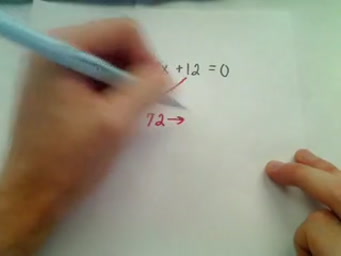 x +12 = 0
72→